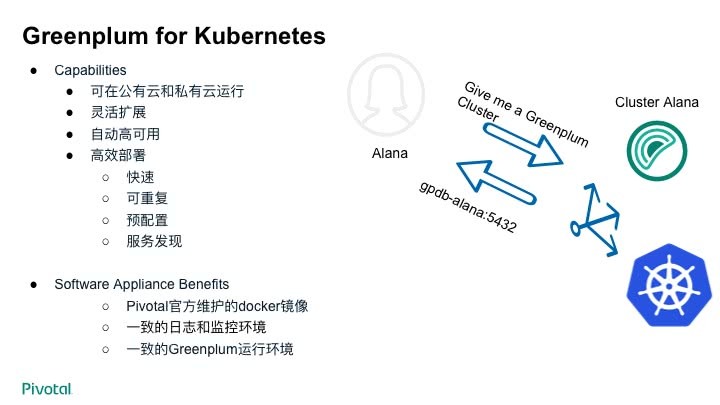 Greenplum for Kubernetes
● Capabilities
● 可在公有云和私有云运行
● 灵活扩展
● 自动高可用
● 高效部署
○ 快速
○ 可重复
○ 预配置
○ 服务发现
● Software Appliance Benefits
○ Pivotal官方维护的docker镜像
○ 一致的日志和监控环境
○ 一致的Greenplum运行环境
Alana
Give me a Greenplum
Cluster
gpdb-alana:5432
Cluster Alana
Pivotal